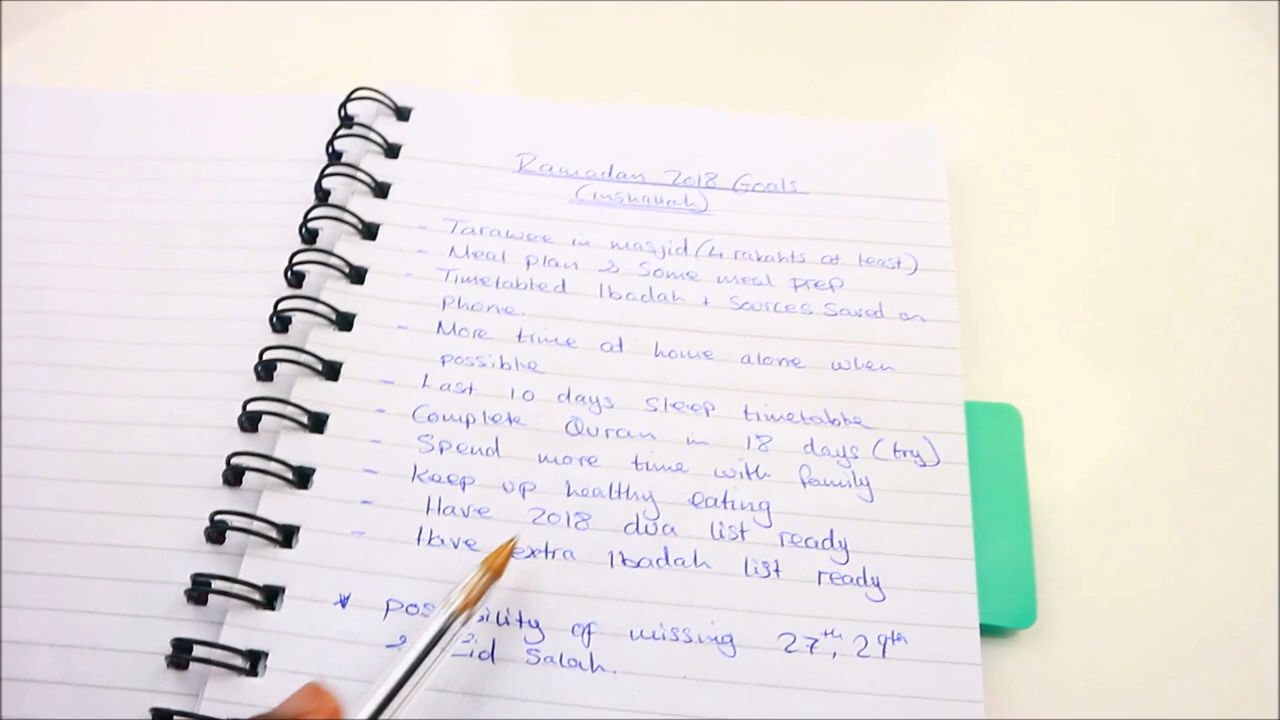 Ramadan 2018 Goals
(inshallah)
- Tarawee in masjid (4 rakahts at least)
- Meal plan & Some meal prep
- Timetabled Ibadah + Sources Saved on
phone.
- More time at home alone when
possible
- Last 10 days Sleep timetable
- Complete Quran in 18 days (try)
- Spend more time with family
- Keep up healthy eating
- Have 2018 dua list ready
- Have extra Ibadah list ready
* of missing 27th, 29th
& Eid Salah.